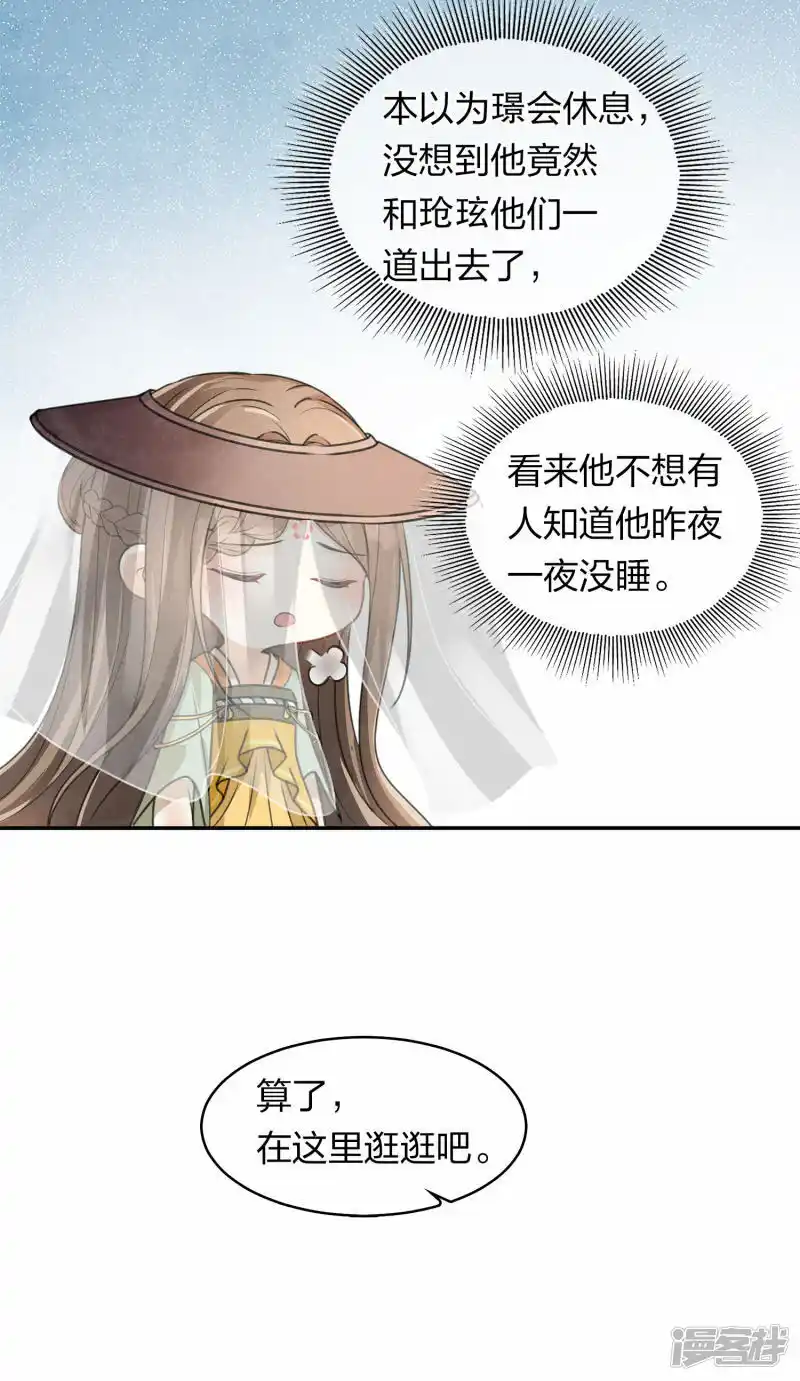 本以为璟会休息，
没想到他竟然
和玱玹他们一
道出去了，
看来他不想有
人知道他昨夜
一夜没睡。
算了，
在这里逛逛吧。
漫客栈